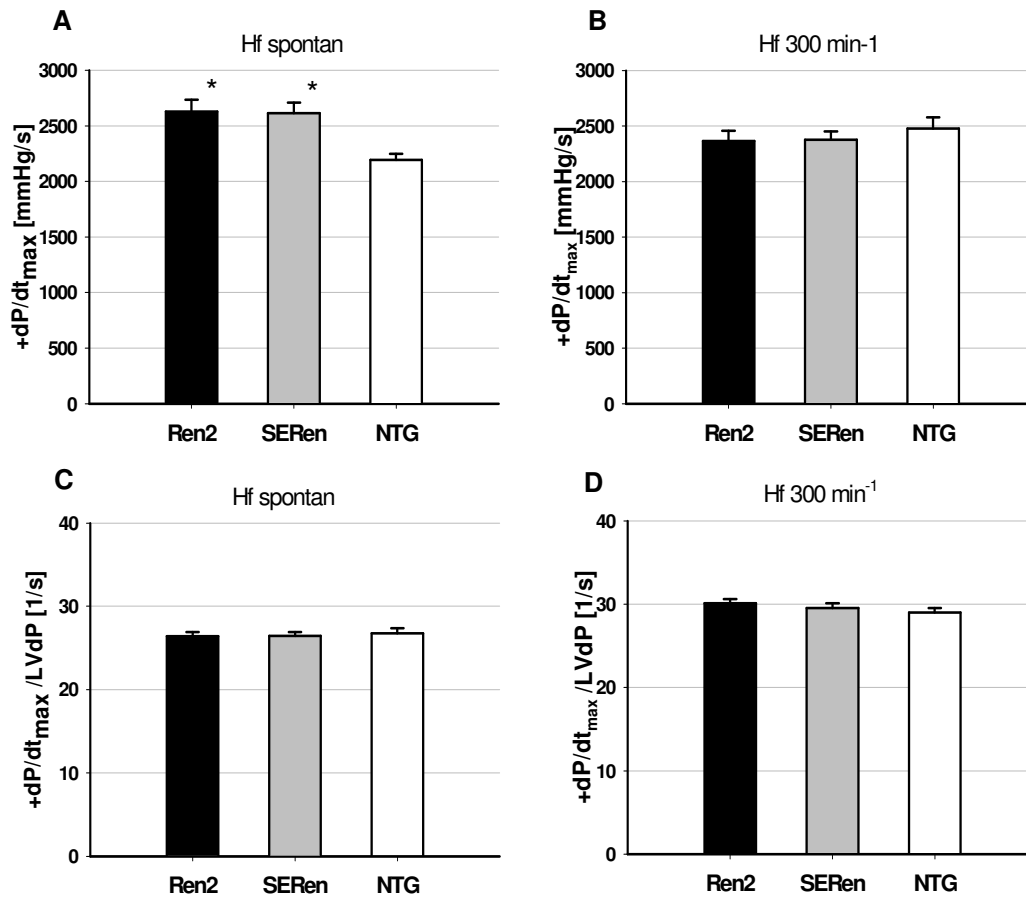 A
Hf spontan
+dP/dtmax [mmHg/s]
3000
2500
2000
1500
1000
500
0
*
*
Ren2 SERen NTG
B
Hf 300 min-1
+dP/dtmax [mmHg/s]
3000
2500
2000
1500
1000
500
0
Ren2 SERen NTG
C
Hf spontan
+dP/dtmax /LVdP [1/s]
40
30
20
10
0
Ren2 SERen NTG
D
Hf 300 min-1
+dP/dtmax /LVdP [1/s]
40
30
20
10
0
Ren2 SERen NTG